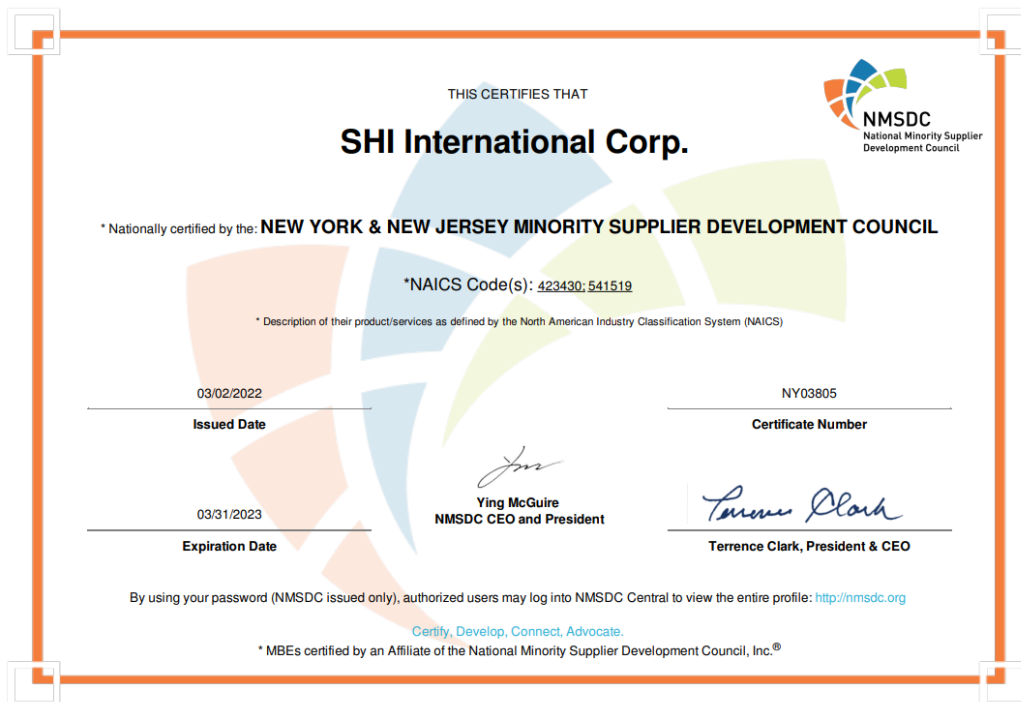 THIS CERTIFIES THAT
NMSDC
National Minority Supplier
Development Council
SHI International Corp.
* Nationally certified by the: NEW YORK & NEW JERSEY MINORITY SUPPLIER DEVELOPMENT COUNCIL
*NAICS Code(s): 423430; 541519
* Description of their product/services as defined by the North American Industry Classification System (NAICS)
03/02/2022
Issued Date
NY03805
Certificate Number
03/31/2023
Expiration Date
Ying McGuire
NMSDC CEO and President
Terrence Clark
Terrence Clark, President & CEO
By using your password (NMSDC issued only), authorized users may log into NMSDC Central to view the entire profile: http://nmsdc.org
Certify, Develop, Connect, Advocate.
* MBEs certified by an Affiliate of the National Minority Supplier Development Council, Inc.®